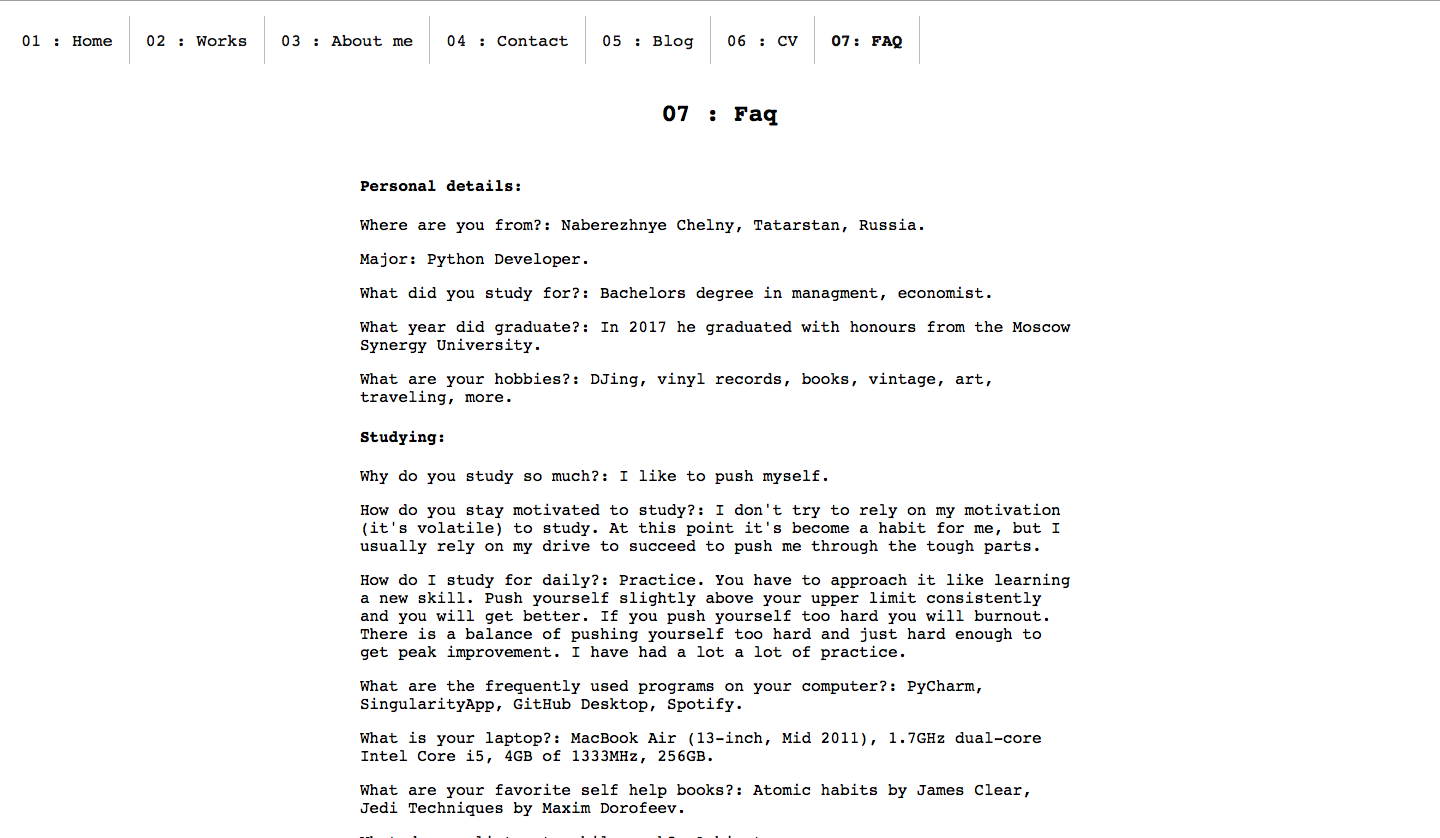 01 : Home 02 : Works 03 : About me 04 : Contact 05 : Blog 06 : CV 07: FAQ
07 : Faq
Personal details:
Where are you from?: Naberezhnye Chelny, Tatarstan, Russia.
Major: Python Developer.
What did you study for?: Bachelors degree in managment, economist.
What year did graduate?: In 2017 he graduated with honours from the Moscow
Synergy University.
What are your hobbies?: DJing, vinyl records, books, vintage, art,
traveling, more.
Studying:
Why do you study so much?: I like to push myself.
How do you stay motivated to study?: I don't try to rely on my motivation
(it's volatile) to study. At this point it's become a habit for me, but I
usually rely on my drive to succeed to push me through the tough parts.
How do I study for daily?: Practice. You have to approach it like learning
a new skill. Push yourself slightly above your upper limit consistently
and you will get better. If you push yourself too hard you will burnout.
There is a balance of pushing yourself too hard and just hard enough to
get peak improvement. I have had a lot a lot of practice.
What are the frequently used programs on your computer?: PyCharm,
SingularityApp, GitHub Desktop, Spotify.
What is your laptop?: MacBook Air (13-inch, Mid 2011), 1.7GHz dual-core
Intel Core i5, 4GB of 1333MHz, 256GB.
What are your favorite self help books?: Atomic habits by James Clear,
Jedi Techniques by Maxim Dorofeev.